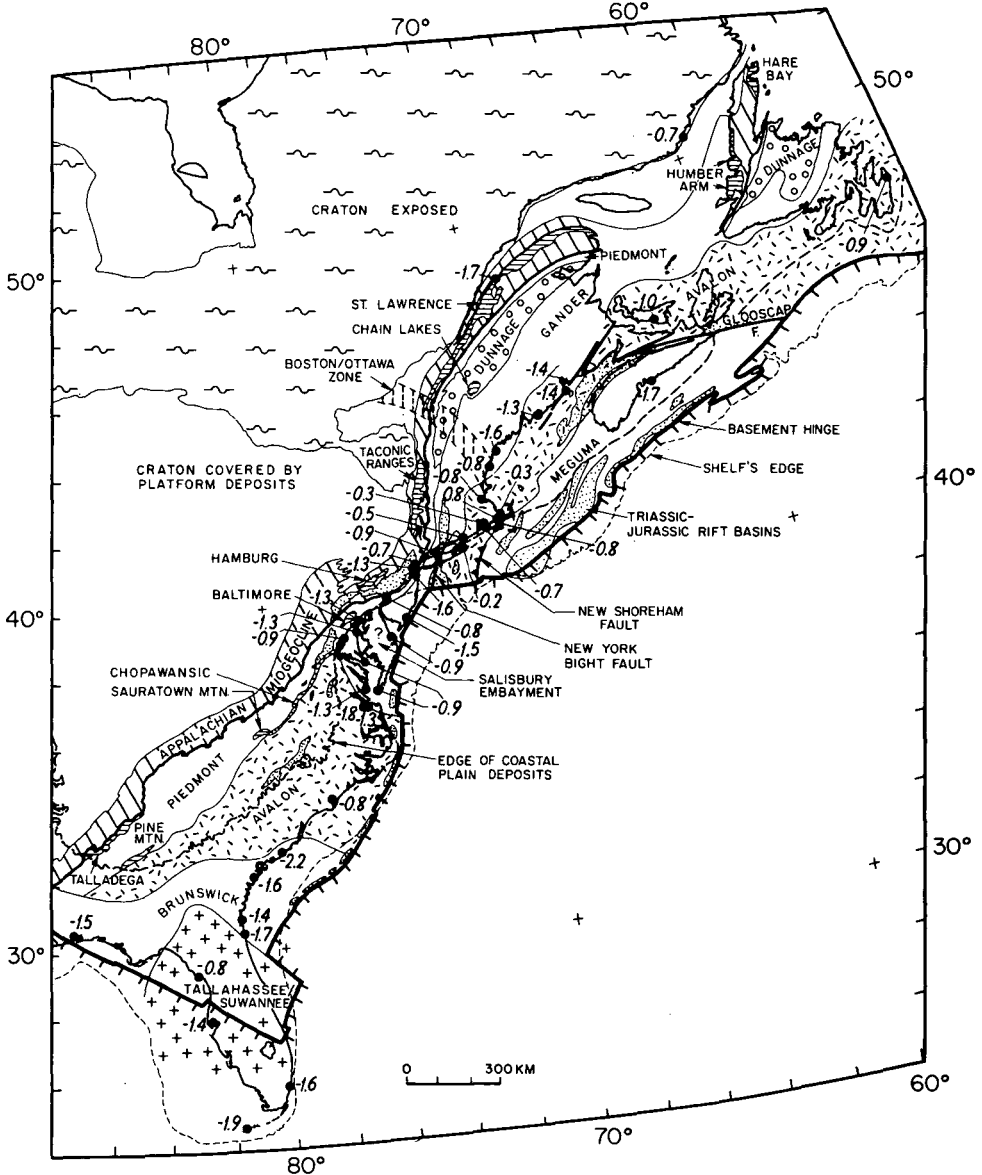 60°
70°
80°
HARE
BAY
50°
-0.7
DUNNAGE
HUMBER
ARM
CRATON EXPOSED
-0.9
PIEDMONT
-1.7
50°
ST. LAWRENCE
GANDER
-1.0
AVALON
GLOOSCAP
F.
CHAIN LAKES
DUNNAGE
BOSTON/OTTAWA
ZONE
-1.4
-1.4
-1.7
-1.3
-1.6
BASEMENT HINGE
TACONIC
RANGES
MEGUMA
SHELF'S EDGE
CRATON COVERED BY
PLATFORM DEPOSITS
-0.8
-0.8
-0.3
40°
-0.3
0.8
-0.5
TRIASSIC-
JURASSIC RIFT BASINS
-0.9
-0.8
HAMBURG
-0.7
-1.3
-0.7
-0.2
-1.6
NEW SHOREHAM
FAULT
BALTIMORE
-1.3
40°
-0.8
-1.3
-1.5
-0.9
?
NEW YORK
BIGHT FAULT
-0.9
CHOPAWANSIC
SALISBURY
EMBAYMENT
SAURATOWN MTN.
MIOGEOCLINE
-0.9
-1.3
-1.8
-1.3
APPALACHIAN
EDGE OF COASTAL
PLAIN DEPOSITS
PIEDMONT
AVALON
-0.8
PINE
MTN.
30°
-2.2
TALLADEGA
-1.6
BRUNSWICK
-1.4
-1.5
-1.7
30°
-0.8
TALLAHASSEE/
SUWANNEE
-1.4
0 300 KM
-1.6
60°
-1.9
70°
80°